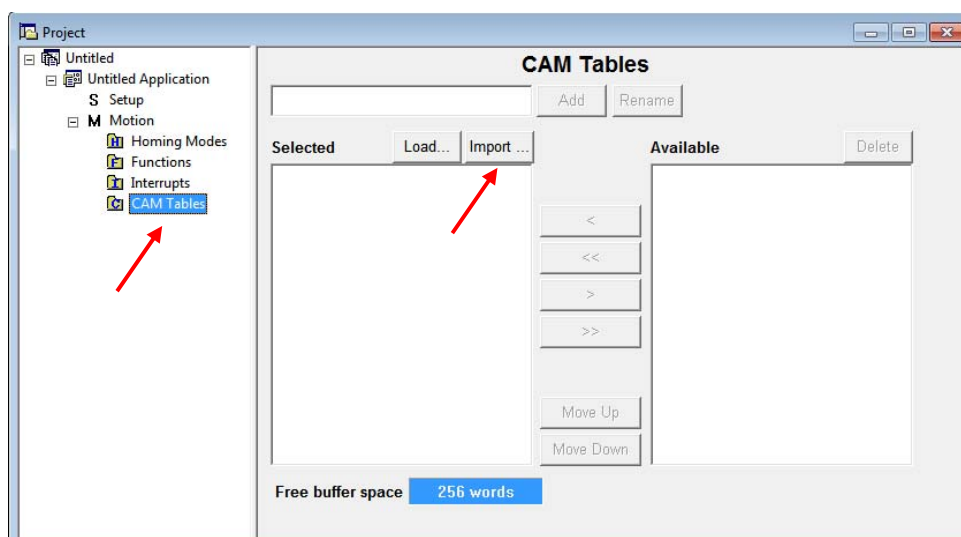 Project
Untitled
Untitled Application
S Setup
M Motion
H Homing Modes
F Functions
I Interrupts
C CAM Tables
CAM Tables
Add Rename
Selected Load... Import ... Available Delete
<
<<
>
>>
Move Up
Move Down
Free buffer space 256 words